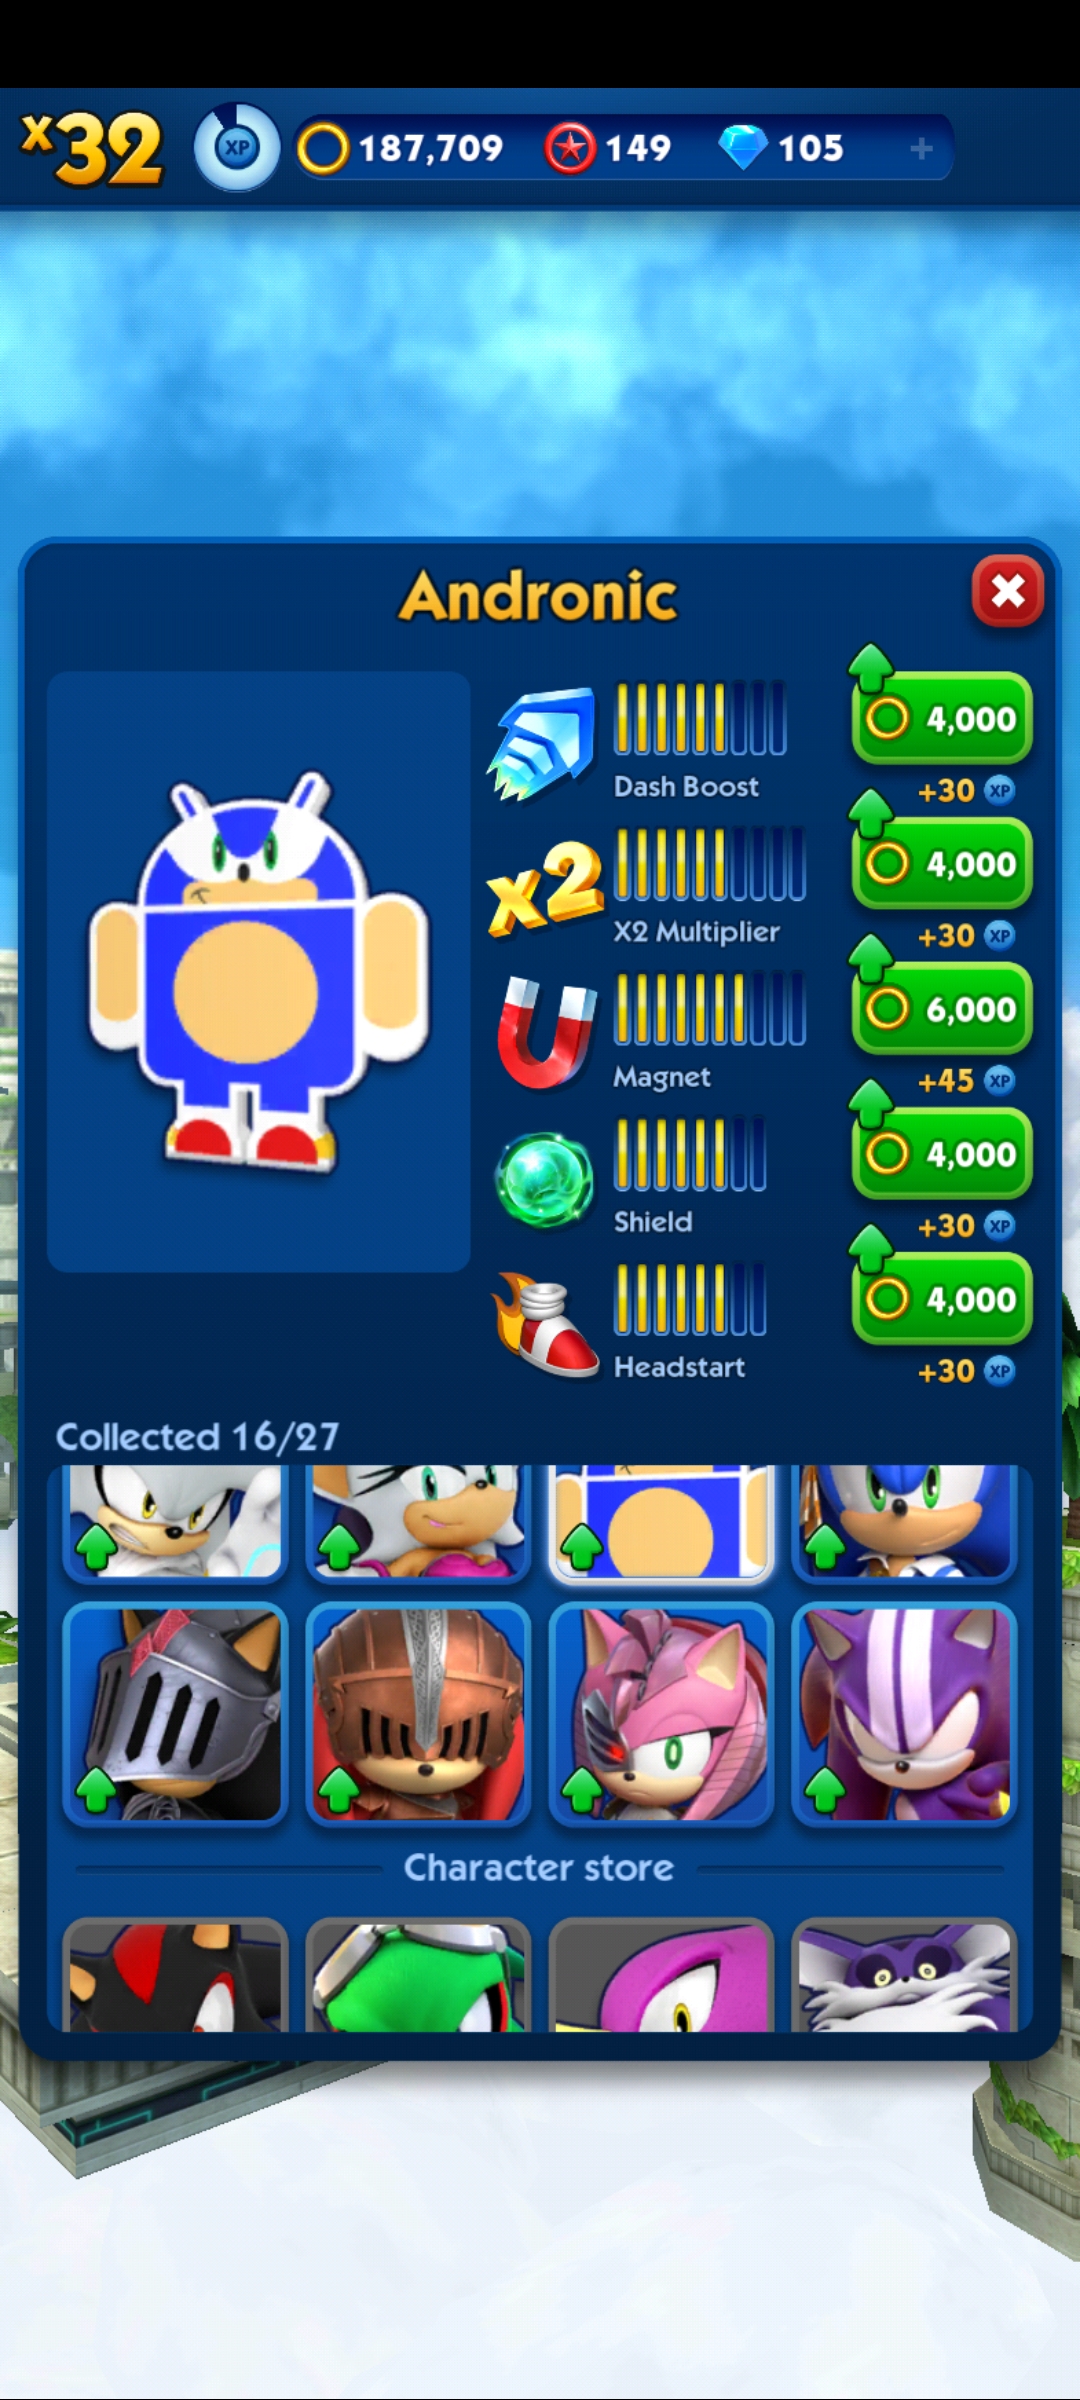 x32 XP 187,709 149 105 +
Andronic
4,000
Dash Boost
+30 XP
x2
4,000
X2 Multiplier
+30 XP
6,000
Magnet
+45 XP
4,000
Shield
+30 XP
4,000
Headstart
+30 XP
Collected 16/27
Character store